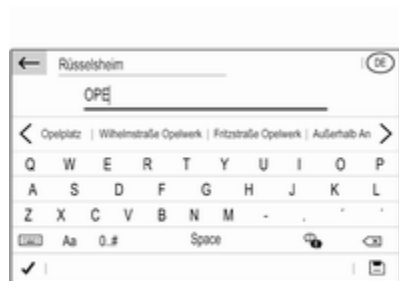 Rüsselsheim
DE
OPE
Opelplatz | Wilhelmstraße Opelwerk | Fritzstraße Opelwerk | Außerhalb An
Q W E R T Y U I O P
A S D F G H J K L
Z X C V B N M - . ´ ´
Aa 0..# Space